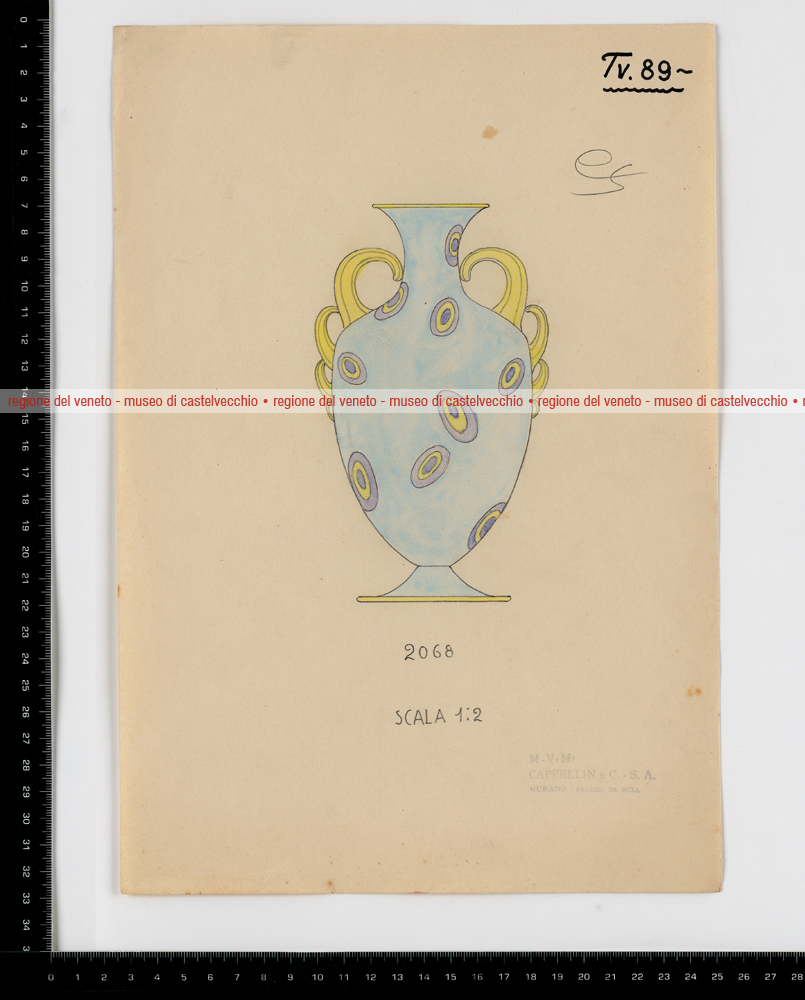 Tv. 89~
regione del veneto - museo di castelvecchio • regione del veneto - museo di castelvecchio • regione del veneto - museo di castelvecchio •
2068
SCALA 1:2
M.V.M.
CAPPELLIN & C. - S. A.
MURANO - PALAZZO DA MULA
0 1 2 3 4 5 6 7 8 9 10 11 12 13 14 15 16 17 18 19 20 21 22 23 24 25 26 27 28 29 30 31 32 33 34 3
0 1 2 3 4 5 6 7 8 9 10 11 12 13 14 15 16 17 18 19 20 21 22 23 24 25 26 27 28